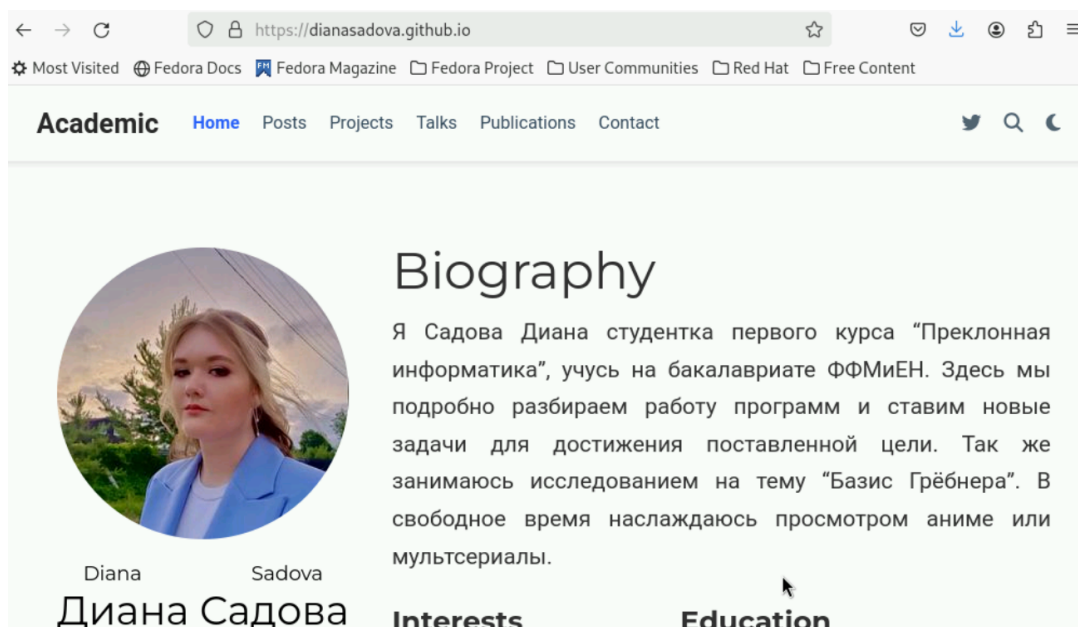 https://dianasadova.github.io
Most Visited Fedora Docs Fedora Magazine Fedora Project User Communities Red Hat Free Content
Academic Home Posts Projects Talks Publications Contact
Biography
Я Садова Диана студентка первого курса “Преклонная
информатика”, учусь на бакалавриате ФФМиЕН. Здесь мы
подробно разбираем работу программ и ставим новые
задачи для достижения поставленной цели. Так же
занимаюсь исследованием на тему “Базис Грёбнера”. В
свободное время наслаждаюсь просмотром аниме или
мультсериалы.
Diana Sadova
Диана Садова
Interests Education